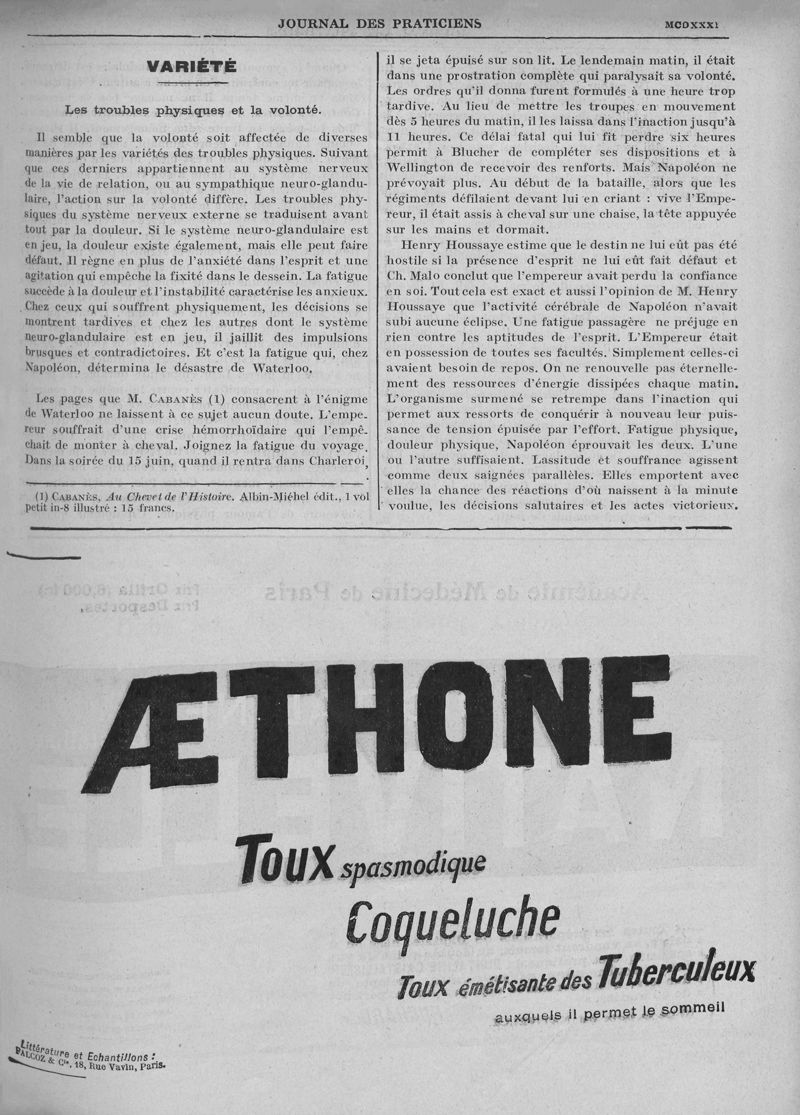 JOURNAL DES PRATICIENS
MCDXXXI
VARIÉTÉ
Les troubles physiques et la volonté.
Il semble que la volonté soit affectée de diverses
manières par les variétés des troubles physiques. Suivant
que ces derniers appartiennent au système nerveux
de la vie de relation, ou au sympathique neuro-glandu-
laire, l'action sur la volonté diffère. Les troubles phy-
siques du système nerveux externe se traduisent avant
tout par la douleur. Si le système neuro-glandulaire est
en jeu, la douleur existe également, mais elle peut faire
défaut. Il règne en plus de l'anxiété dans l'esprit et une
agitation qui empêche la fixité dans le dessein. La fatigue
succède à la douleur et l'instabilité caractérise les anxieux.
Chez ceux qui souffrent physiquement, les décisions se
montrent tardives et chez les autres dont le système
neuro-glandulaire est en jeu, il jaillit des impulsions
brusques et contradictoires. Et c'est la fatigue qui, chez
Napoléon, détermina le désastre de Waterloo.
Les pages que M. CABANÈS (1) consacrent à l'énigme
de Waterloo ne laissent à ce sujet aucun doute. L'empe-
reur souffrait d'une crise hémorrhoïdaire qui l'empê-
chait de monter à cheval. Joignez la fatigue du voyage.
Dans la soirée du 15 juin, quand il rentra dans Charleroi,
(1) CABANÈS. Au Chevet de l'Histoire. Albin-Miéhel édit., 1 vol
petit in-8 illustré : 15 francs.
il se jeta épuisé sur son lit. Le lendemain matin, il était
dans une prostration complète qui paralysait sa volonté.
Les ordres qu'il donna furent formulés à une heure trop
tardive. Au lieu de mettre les troupes en mouvement
dès 5 heures du matin, il les laissa dans l'inaction jusqu'à
11 heures. Ce délai fatal qui lui fit perdre six heures
permit à Blucher de compléter ses dispositions et à
Wellington de recevoir des renforts. Mais Napoléon ne
prévoyait plus. Au début de la bataille, alors que les
régiments défilaient devant lui en criant : vive l'Empe-
reur, il était assis à cheval sur une chaise, la tête appuyée
sur les mains et dormait.
Henry Houssaye estime que le destin ne lui eût pas été
hostile si la présence d'esprit ne lui eût fait défaut et
Ch. Malo conclut que l'empereur avait perdu la confiance
en soi. Tout cela est exact et aussi l'opinion de M. Henry
Houssaye que l'activité cérébrale de Napoléon n'avait
subi aucune éclipse. Une fatigue passagère ne préjuge en
rien contre les aptitudes de l'esprit. L'Empereur était
en possession de toutes ses facultés. Simplement celles-ci
avaient besoin de repos. On ne renouvelle pas éternelle-
ment des ressources d'énergie dissipées chaque matin.
L'organisme surmené se retrempe dans l'inaction qui
permet aux ressorts de conquérir à nouveau leur puis-
sance de tension épuisée par l'effort. Fatigue physique,
douleur physique, Napoléon éprouvait les deux. L'une
ou l'autre suffisaient. Lassitude et souffrance agissent
comme deux saignées parallèles. Elles emportent avec
elles la chance des réactions d'où naissent à la minute
voulue, les décisions salutaires et les actes victorieux.
ÆTHONE
Toux spasmodique
Coqueluche
Toux émétisante des Tuberculeux
auxquels il permet le sommeil
Littérature et Echantillons :
FALCOZ & Cie, 18, Rue Vavin, Paris.